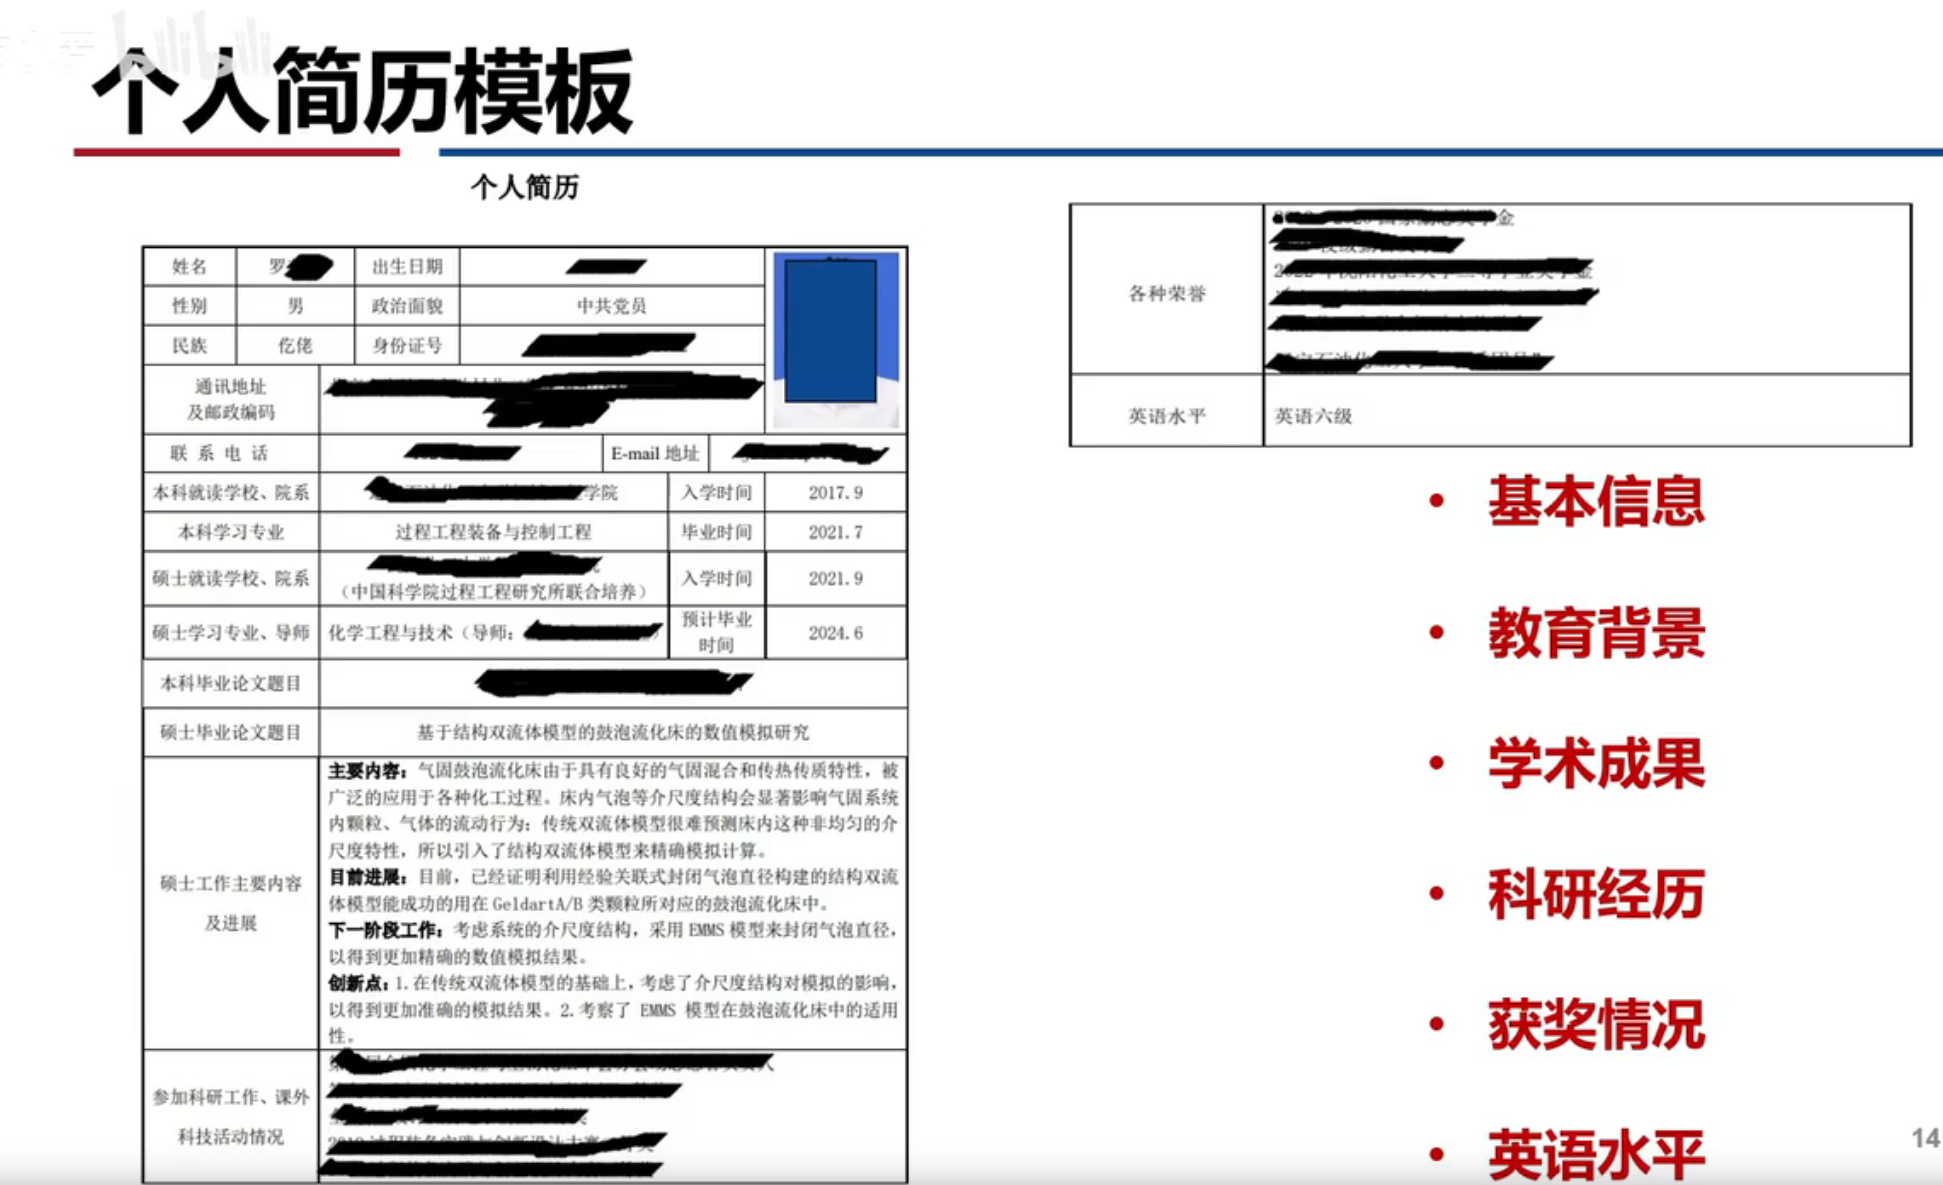 个人简历模板
个人简历
姓名 罗 出生日期
性别 男 政治面貌 中共党员
民族 仡佬 身份证号
通讯地址
及邮政编码
联系电话 E-mail 地址
本科就读学校、院系 学院 入学时间 2017.9
本科学习专业 过程工程装备与控制工程 毕业时间 2021.7
硕士就读学校、院系 入学时间 2021.9
（中国科学院过程工程研究所联合培养）
硕士学习专业、导师 化学工程与技术（导师： 预计毕业
时间 2024.6
本科毕业论文题目
硕士毕业论文题目 基于结构双流体模型的鼓泡流化床的数值模拟研究
硕士工作主要内容
及进展
主要内容：气固鼓泡流化床由于具有良好的气固混合和传热传质特性，被
广泛的应用于各种化工过程。床内气泡等介尺度结构会显著影响气固系统
内颗粒、气体的流动行为；传统双流体模型很难预测床内这种非均匀的介
尺度特性，所以引入了结构双流体模型来精确模拟计算。
目前进展：目前，已经证明利用经验关联式封闭气泡直径构建的结构双流
体模型能成功的用在 GeldartA/B 类颗粒所对应的鼓泡流化床中。
下一阶段工作：考虑系统的介尺度结构，采用 EMMS 模型来封闭气泡直径，
以得到更加精确的数值模拟结果。
创新点：1.在传统双流体模型的基础上，考虑了介尺度结构对模拟的影响，
以得到更加准确的模拟结果。2.考察了 EMMS 模型在鼓泡流化床中的适用
性。
参加科研工作、课外
科技活动情况
各种荣誉
金
英语水平 英语六级
• 基本信息
• 教育背景
• 学术成果
• 科研经历
• 获奖情况
• 英语水平
14